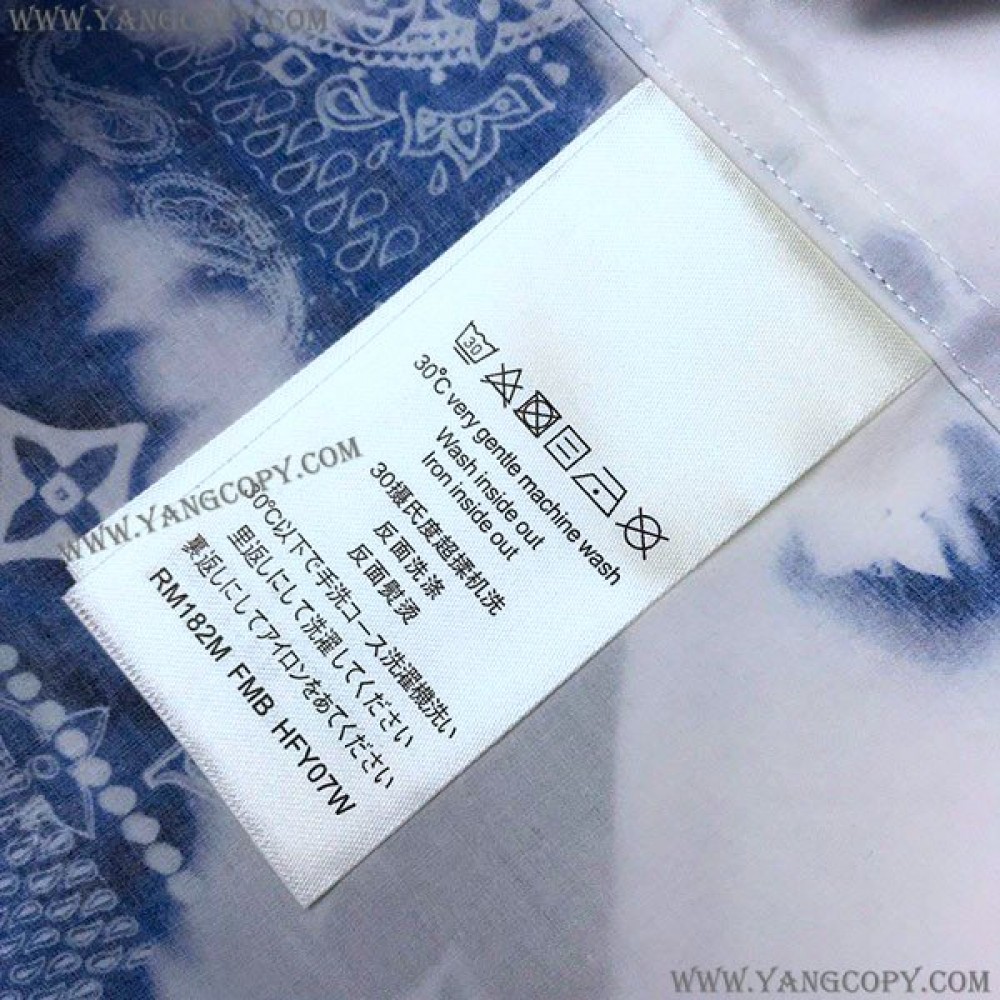 WWW.YANGCOPY.COM
30
30°C very gentle machine wash
Wash inside out
Iron inside out
30摄氏度超揉机洗
反面洗涤
反面熨烫
WWW.YANGCOPY.COM
30°C以下で手洗コース洗濯機洗い
里返しにして洗濯してください
裏返しにしてアイロンをあてください
RM182M FMB HFY07W
WWW.YANGCOPY.COM